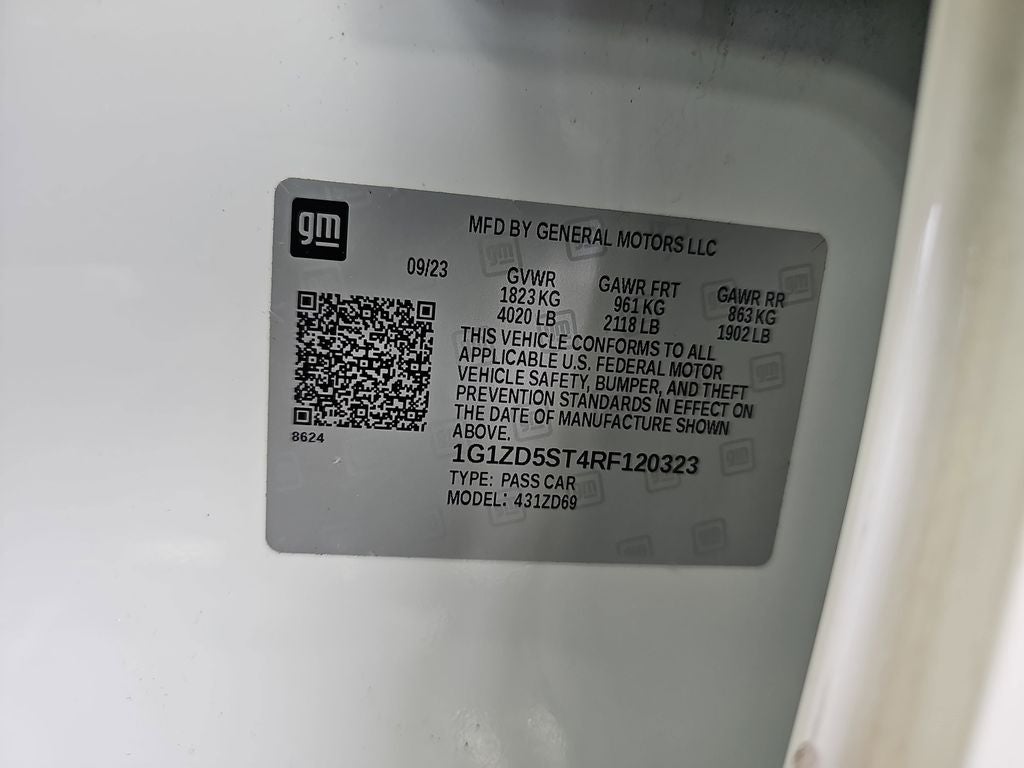 gm
MFD BY GENERAL MOTORS LLC
09/23
GVWR GAWR FRT GAWR RR
1823 KG 961 KG 863 KG
4020 LB 2118 LB 1902 LB
THIS VEHICLE CONFORMS TO ALL
APPLICABLE U.S. FEDERAL MOTOR
VEHICLE SAFETY, BUMPER, AND THEFT
PREVENTION STANDARDS IN EFFECT ON
THE DATE OF MANUFACTURE SHOWN
ABOVE.
8624
1G1ZD5ST4RF120323
TYPE: PASS CAR
MODEL: 431ZD69